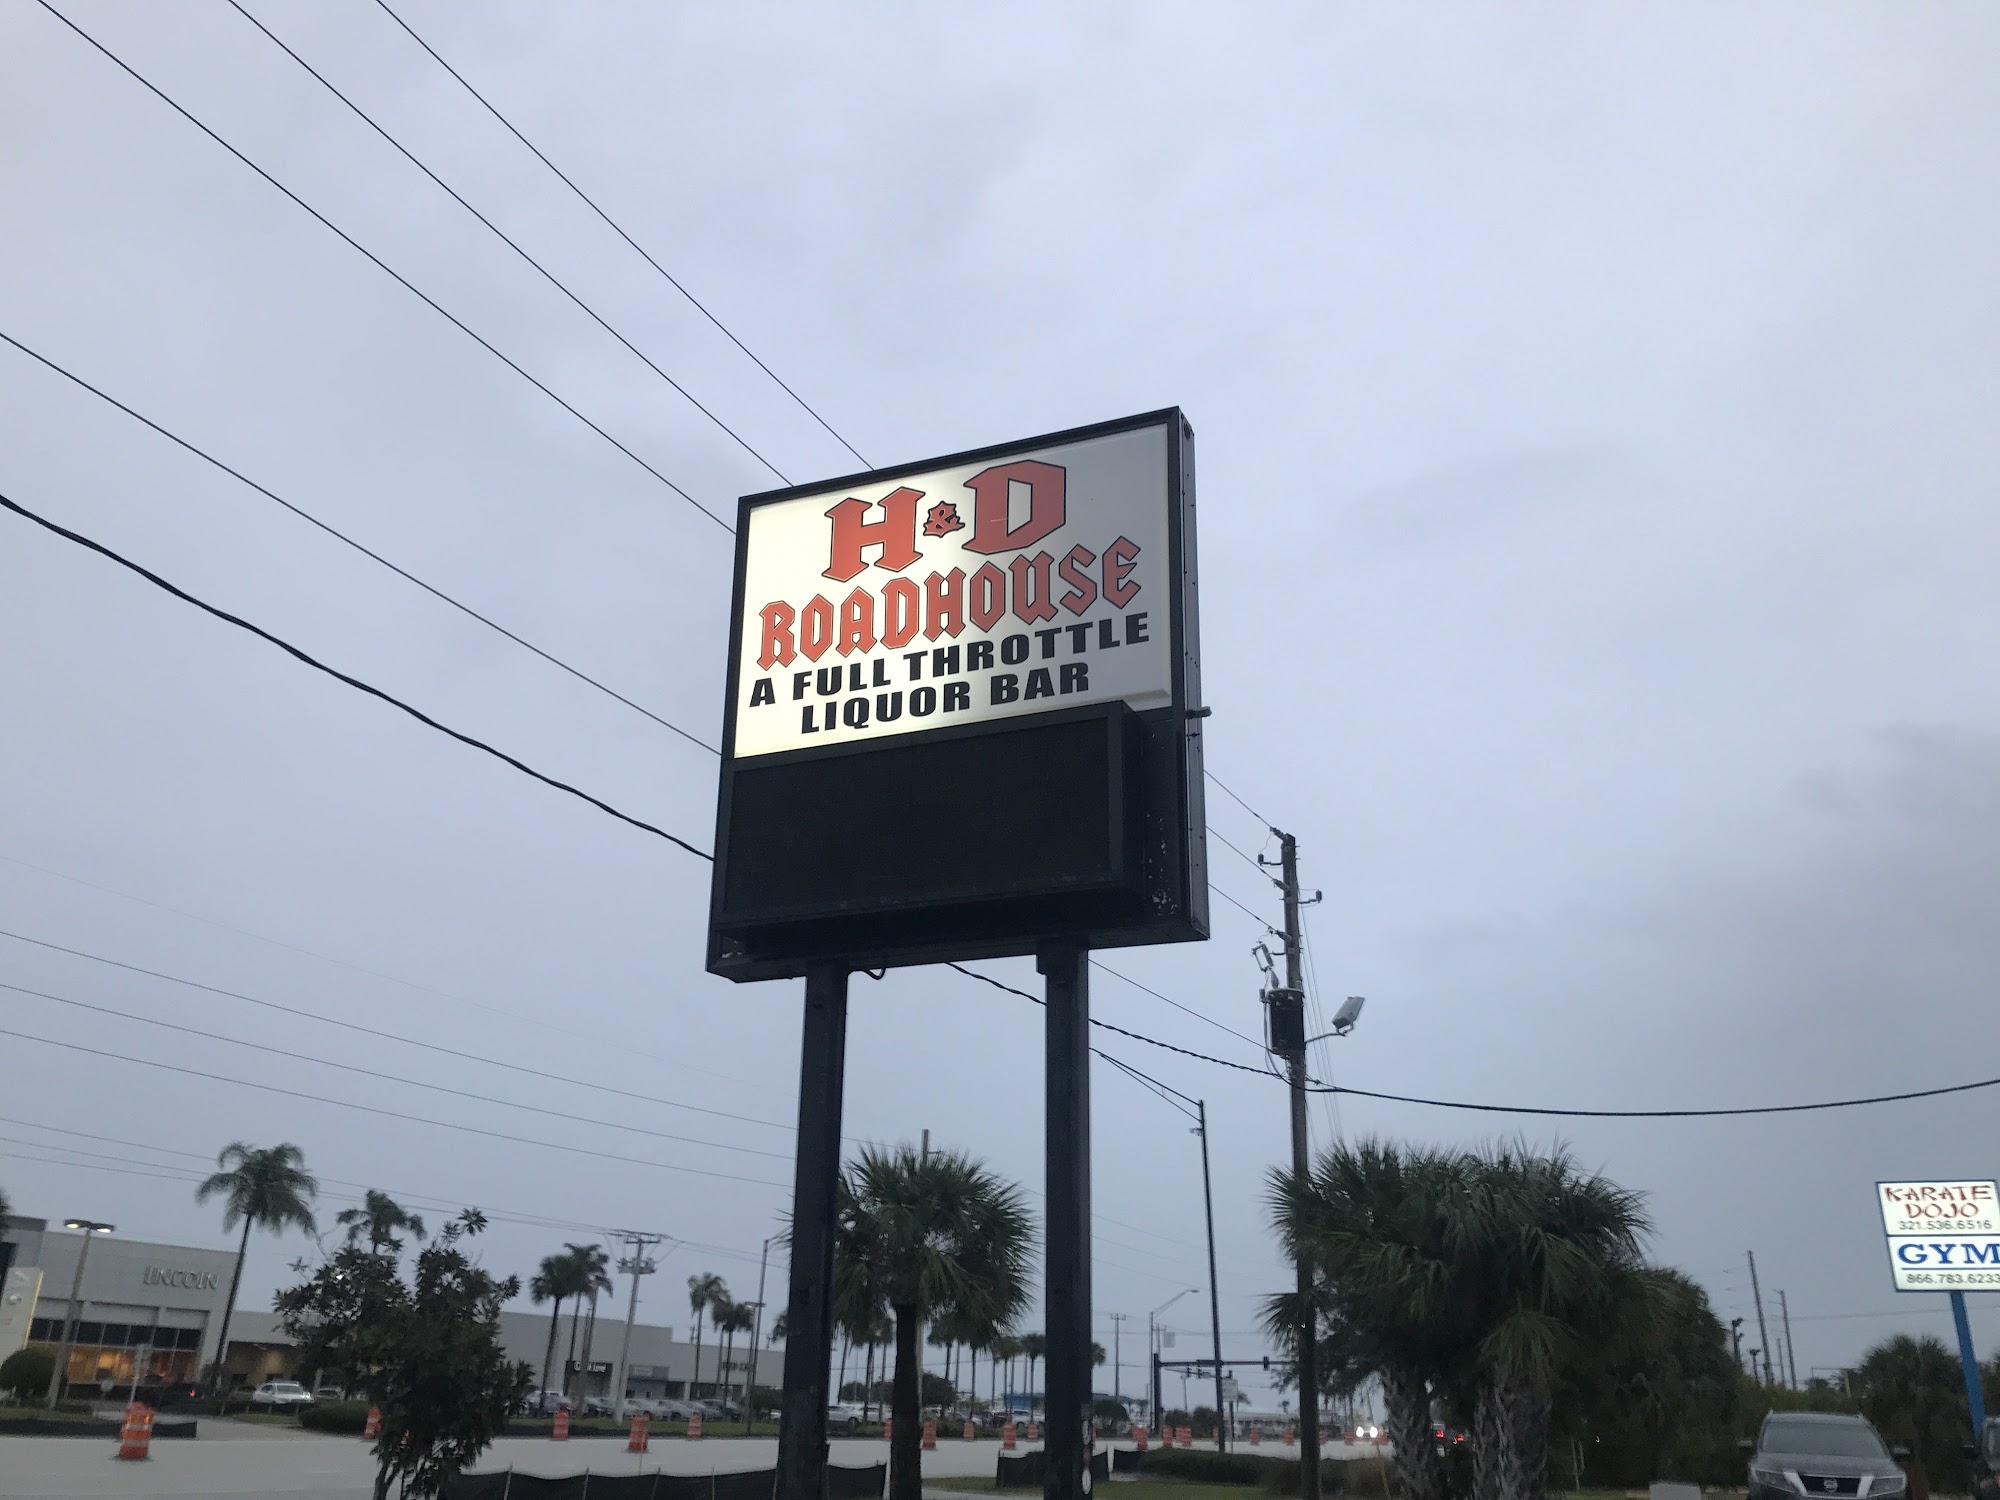 H & D
ROADHOUSE
A FULL THROTTLE
LIQUOR BAR
KARATE
DOJO
321.536.6516
GYM
866.783.6233
LINCOLN